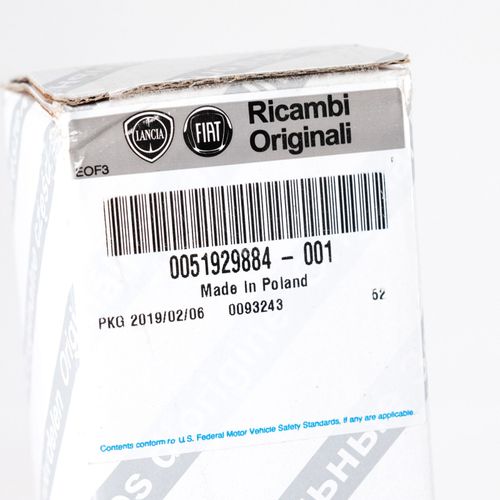 LANCIA
FIAT
Ricambi
Originali
EOF3
0051929884 - 001
Made In Poland
PKG 2019/02/06 0093243 52
Contents conform to U.S. Federal Motor Vehicle Safety Standards, if any are applicable.